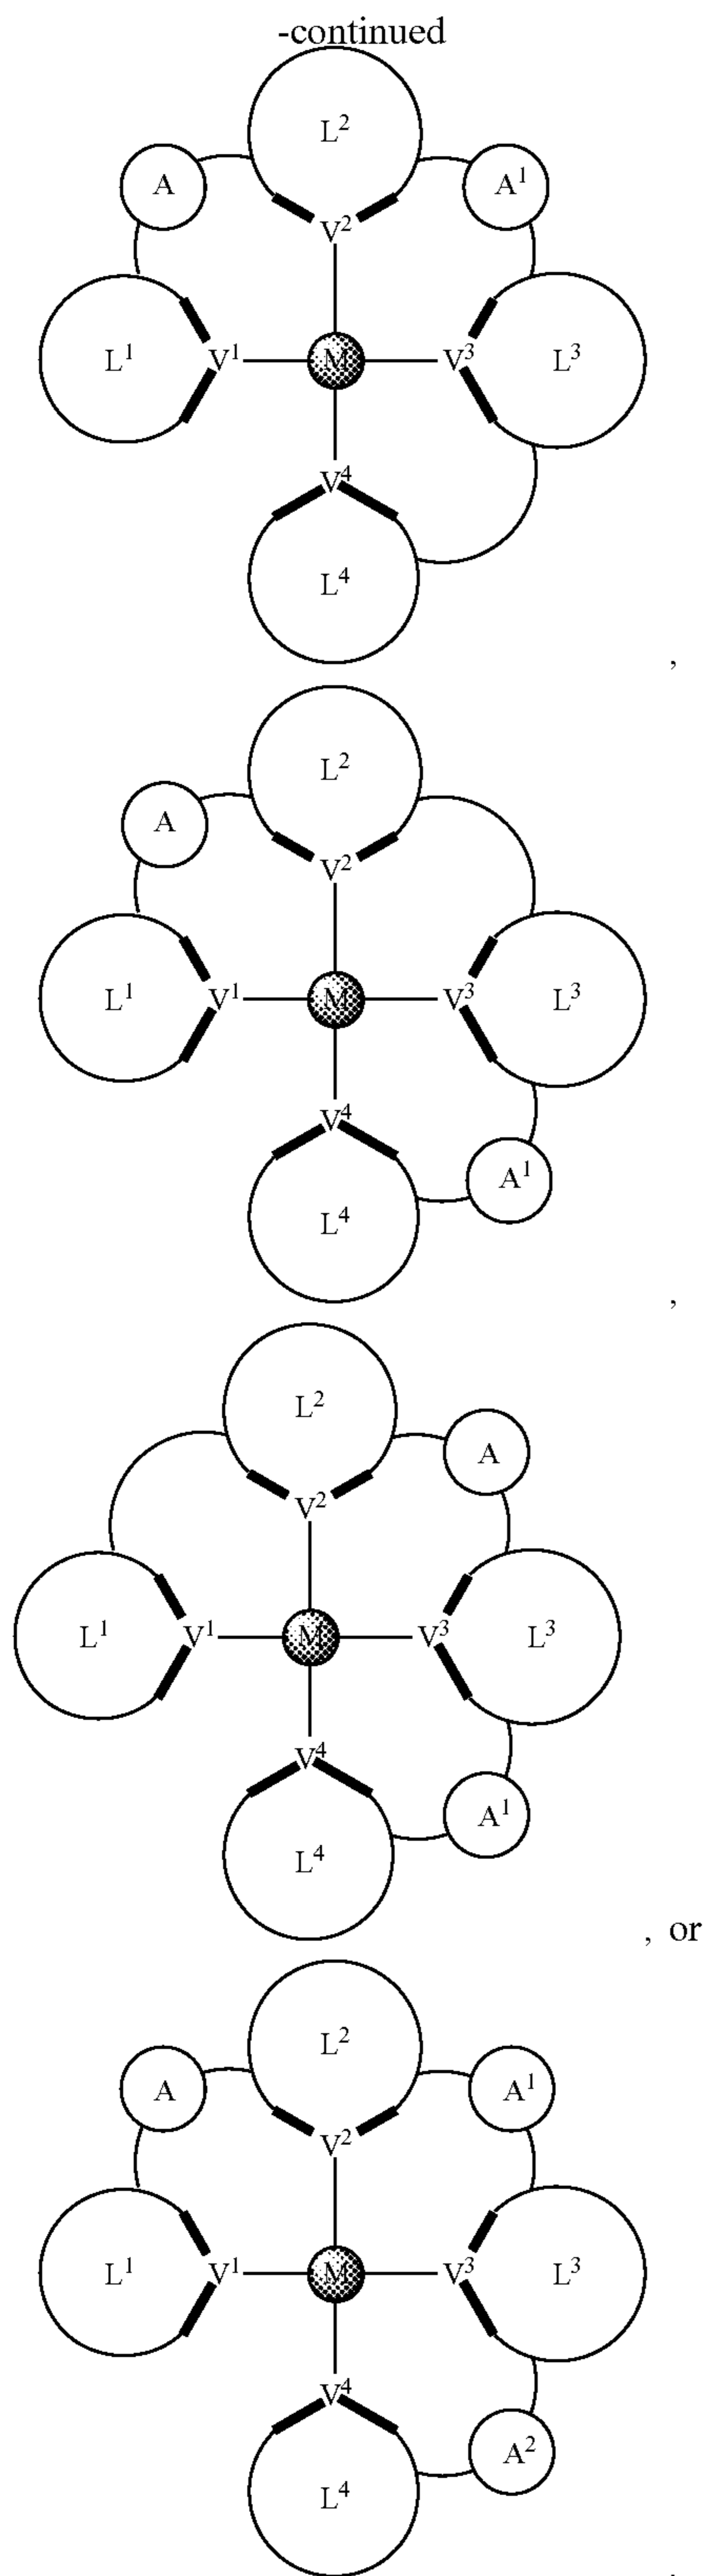 -continued
L²
A A¹
V²
L¹ V¹ M V³ L³
V⁴
L⁴
,
L²
A
V²
L¹ V¹ M V³ L³
V⁴
A¹
L⁴
,
L²
A
V²
L¹ V¹ M V³ L³
V⁴
A¹
L⁴
, or
L²
A A¹
V²
L¹ V¹ M V³ L³
V⁴
A²
L⁴
.